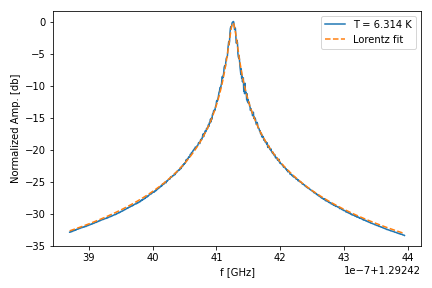 0
−5
−10
−15
−20
−25
−30
−35
Normalized Amp. [db]
T = 6.314 K
Lorentz fit
39 40 41 42 43 44
f [GHz]
1e-7+1.29242